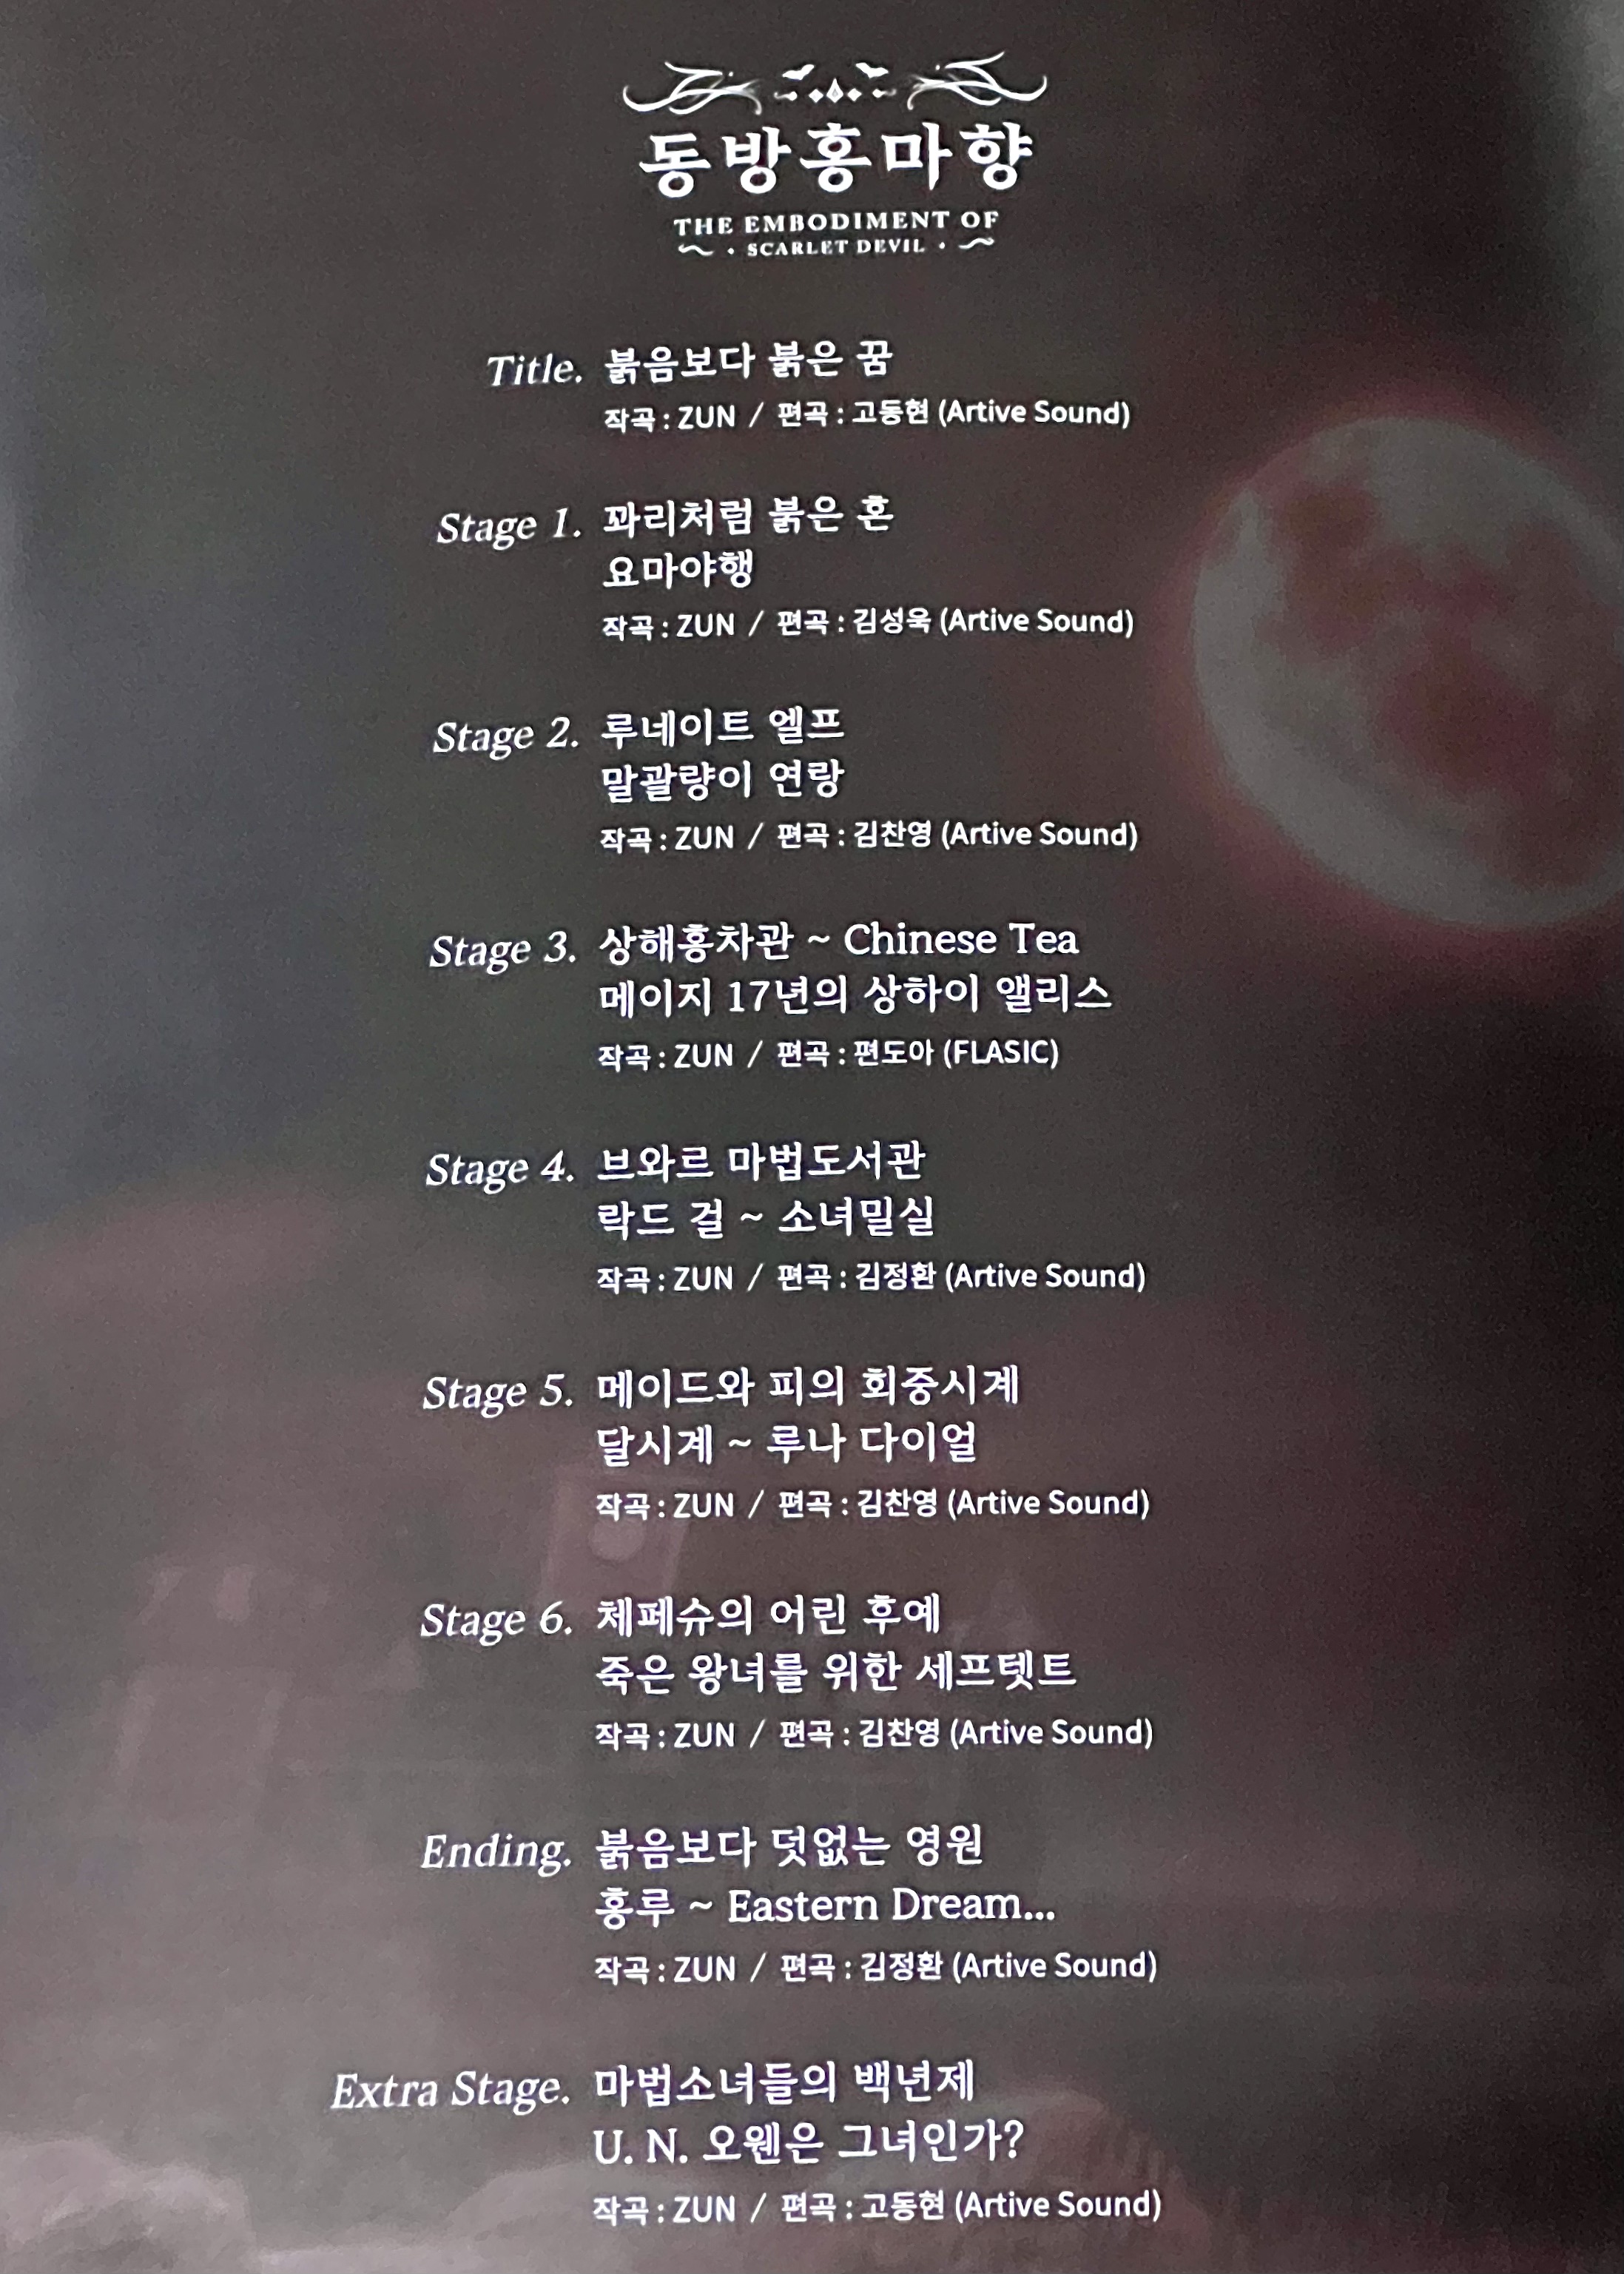 동방홍마향
THE EMBODIMENT OF
SCARLET DEVIL
Title. 붉음보다 붉은 꿈
작곡 : ZUN / 편곡 : 고동현 (Artive Sound)
Stage 1. 꽈리처럼 붉은 혼
요마야행
작곡 : ZUN / 편곡 : 김성욱 (Artive Sound)
Stage 2. 루네이트 엘프
말괄량이 연랑
작곡 : ZUN / 편곡 : 김찬영 (Artive Sound)
Stage 3. 상해홍차관 ~ Chinese Tea
메이지 17년의 상하이 앨리스
작곡 : ZUN / 편곡 : 편도아 (FLASIC)
Stage 4. 브와르 마법도서관
락드 걸 ~ 소녀밀실
작곡 : ZUN / 편곡 : 김정환 (Artive Sound)
Stage 5. 메이드와 피의 회중시계
달시계 ~ 루나 다이얼
작곡 : ZUN / 편곡 : 김찬영 (Artive Sound)
Stage 6. 체페슈의 어린 후예
죽은 왕녀를 위한 세프텟트
작곡 : ZUN / 편곡 : 김찬영 (Artive Sound)
Ending. 붉음보다 덧없는 영원
홍루 ~ Eastern Dream...
작곡 : ZUN / 편곡 : 김정환 (Artive Sound)
Extra Stage. 마법소녀들의 백년제
U. N. 오웬은 그녀인가?
작곡 : ZUN / 편곡 : 고동현 (Artive Sound)